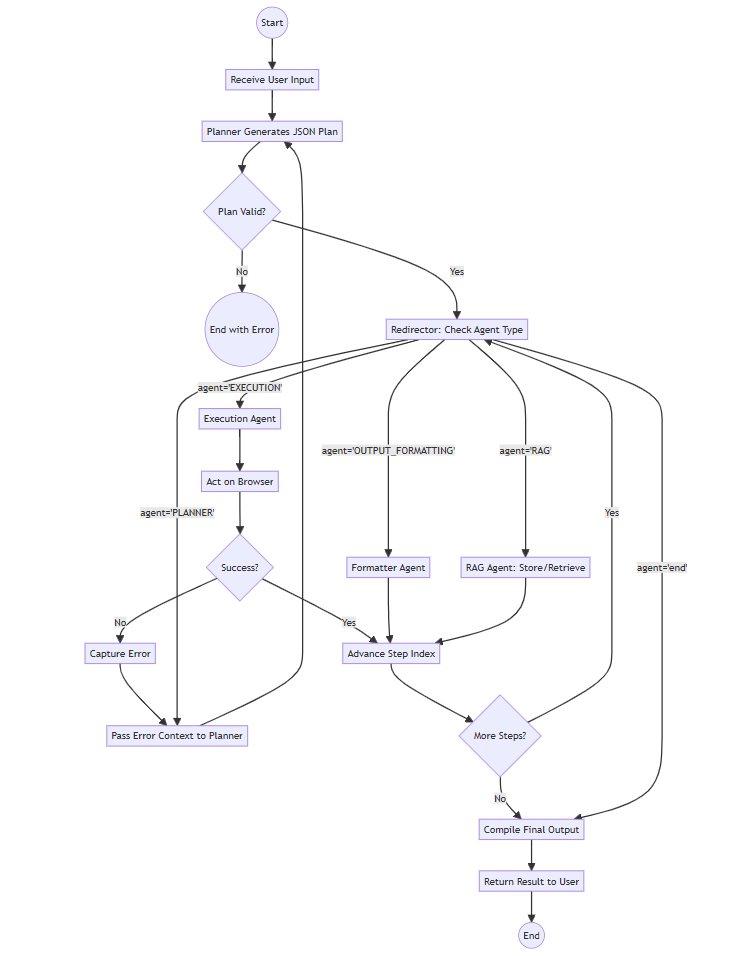 Start
Receive User Input
Planner Generates JSON Plan
Plan Valid?
No
Yes
End with Error
Redirector: Check Agent Type
agent='EXECUTION'
Execution Agent
agent='OUTPUT_FORMATTING'
agent='RAG'
Act on Browser
agent='PLANNER'
Yes
Success?
Formatter Agent
RAG Agent: Store/Retrieve
agent='end'
No
Yes
Capture Error
Advance Step Index
Pass Error Context to Planner
More Steps?
No
Compile Final Output
Return Result to User
End